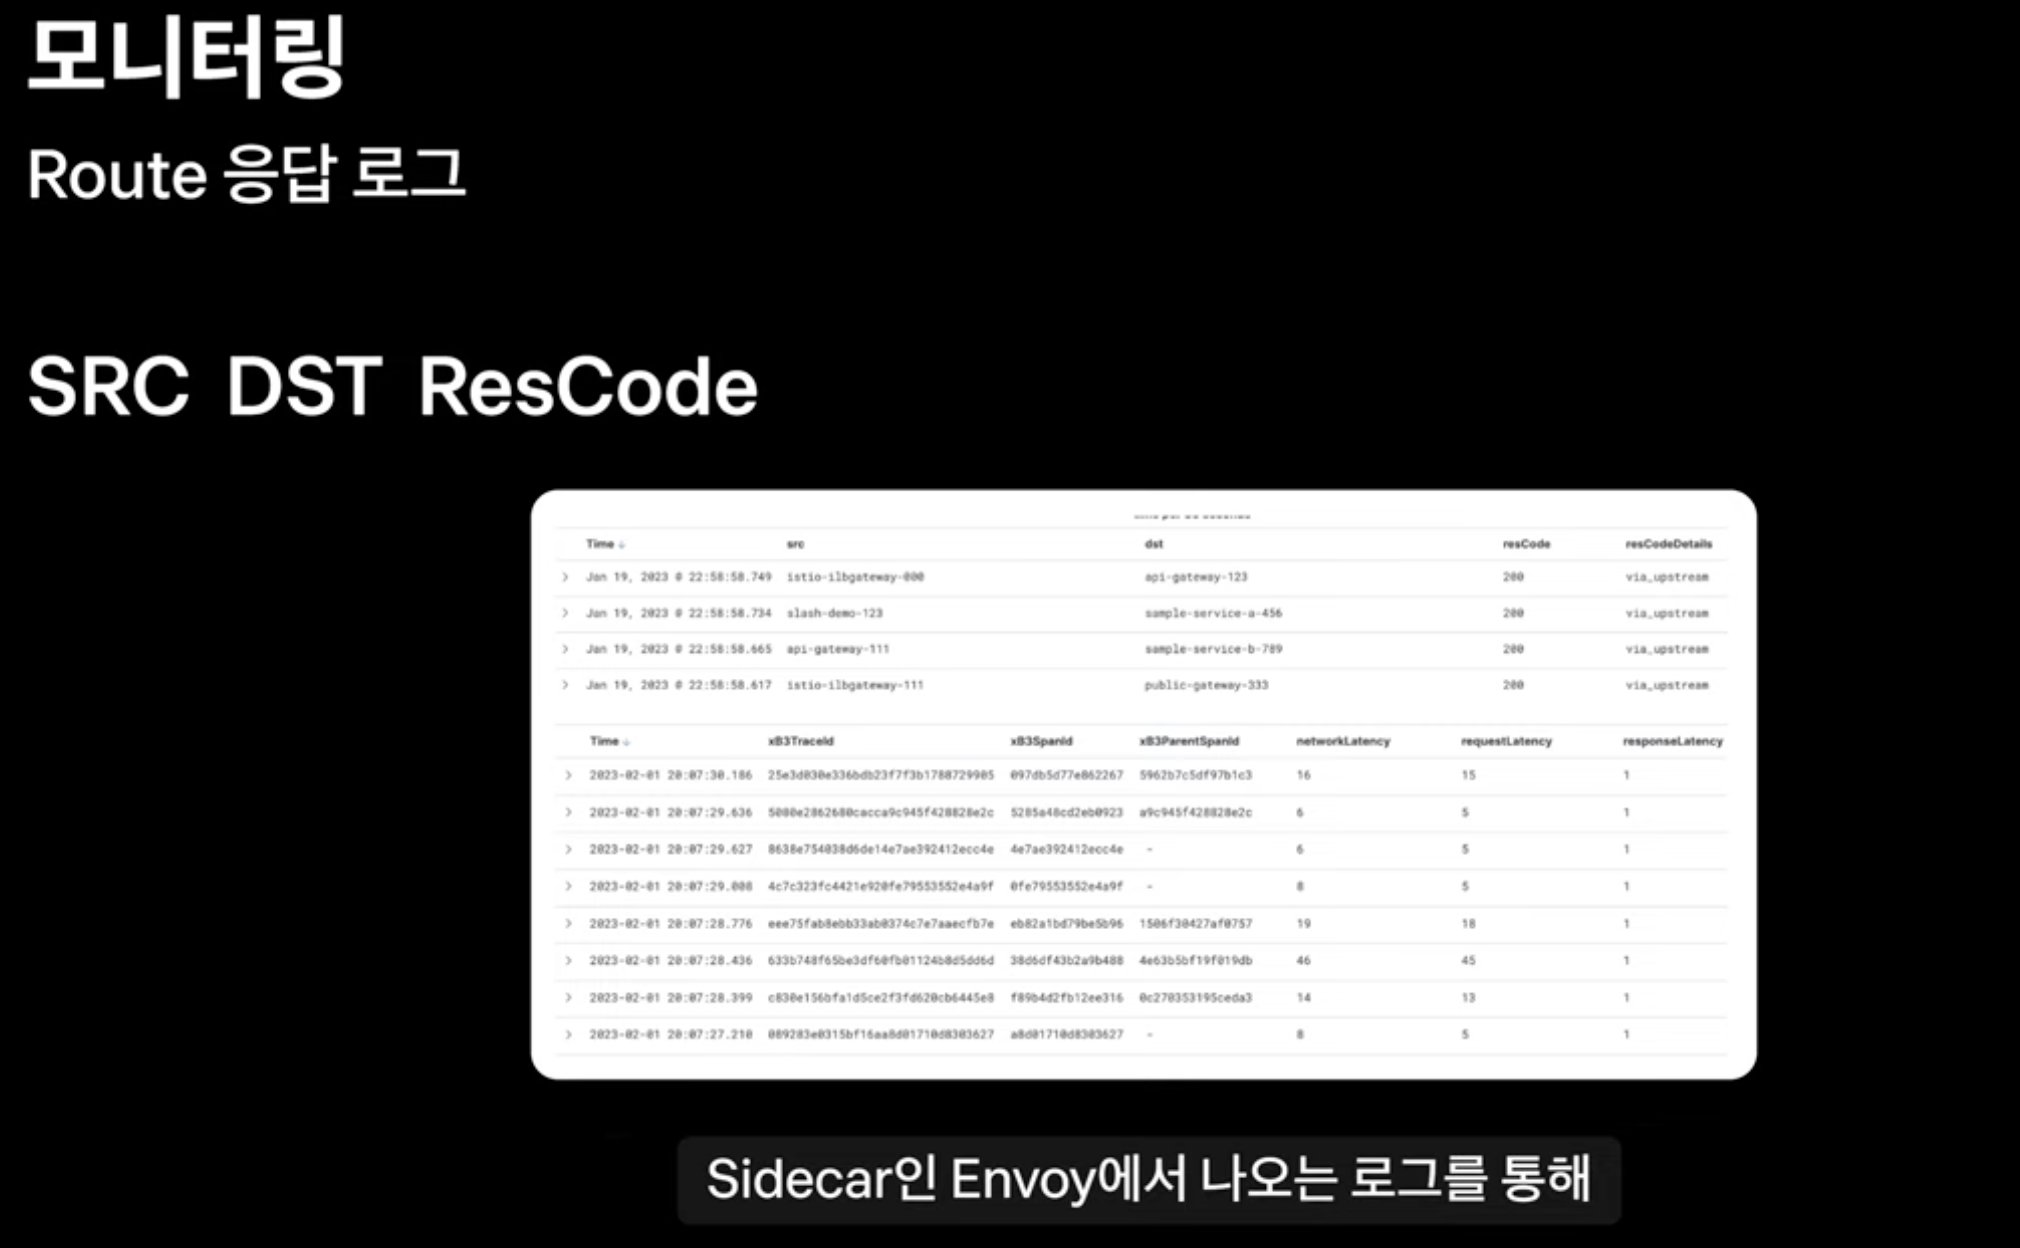 모니터링
Route 응답 로그
SRC DST ResCode
Time src dst resCode resCodeDetails
Jan 19, 2023 @ 22:58:58.749 istio-ilbgateway-000 api-gateway-123 200 via_upstream
Jan 19, 2023 @ 22:58:58.734 slash-demo-123 sample-service-a-456 200 via_upstream
Jan 19, 2023 @ 22:58:58.665 api-gateway-111 sample-service-b-789 200 via_upstream
Jan 19, 2023 @ 22:58:58.617 istio-ilbgateway-111 public-gateway-333 200 via_upstream
Time xB3TraceId xB3SpanId xB3ParentSpanId networkLatency requestLatency responseLatency
2023-02-01 20:07:30.186 25e3d030e336bdb23f7f3b1788729905 097db5d77e862267 5962b7c5df97b1c3 16 15 1
2023-02-01 20:07:29.636 5080e2862680cacca9c945f428828e2c 5285a48cd2eb0923 a9c945f428828e2c 6 5 1
2023-02-01 20:07:29.627 8638e754038d6de14e7ae392412ecc4e 4e7ae392412ecc4e - 6 5 1
2023-02-01 20:07:29.008 4c7c323fc4421e920fe79553552e4a9f 0fe79553552e4a9f - 8 5 1
2023-02-01 20:07:28.776 eee75fab8ebb33ab0374c7e7aaecfb7e eb82a1bd79be5b96 1506f30427af0757 19 18 1
2023-02-01 20:07:28.436 633b748f65be3df60fb01124b8d5dd6d 38d6df43b2a9b488 4e63b5bf19f019db 46 45 1
2023-02-01 20:07:28.399 c830e156bfa1d5ce2f3fd620cb6445e8 f89b4d2fb12ee316 0c270353195ceda3 14 13 1
2023-02-01 20:07:27.210 089283e0315bf16aa8d01710d8303627 a8d01710d8303627 - 8 5 1
Sidecar인 Envoy에서 나오는 로그를 통해